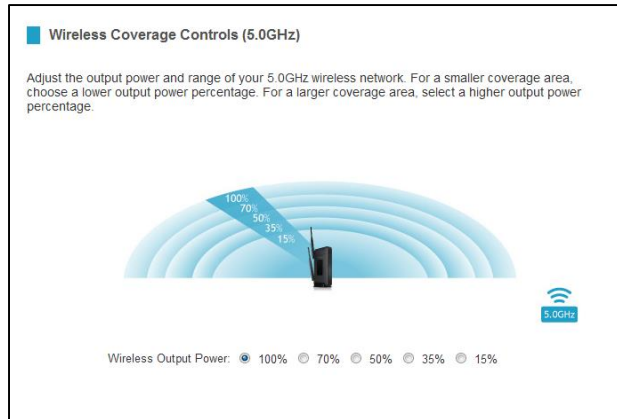 Wireless Coverage Controls (5.0GHz)
Adjust the output power and range of your 5.0GHz wireless network. For a smaller coverage area,
choose a lower output power percentage. For a larger coverage area, select a higher output power
percentage.
100%
70%
50%
35%
15%
5.0GHz
Wireless Output Power: 100% 70% 50% 35% 15%